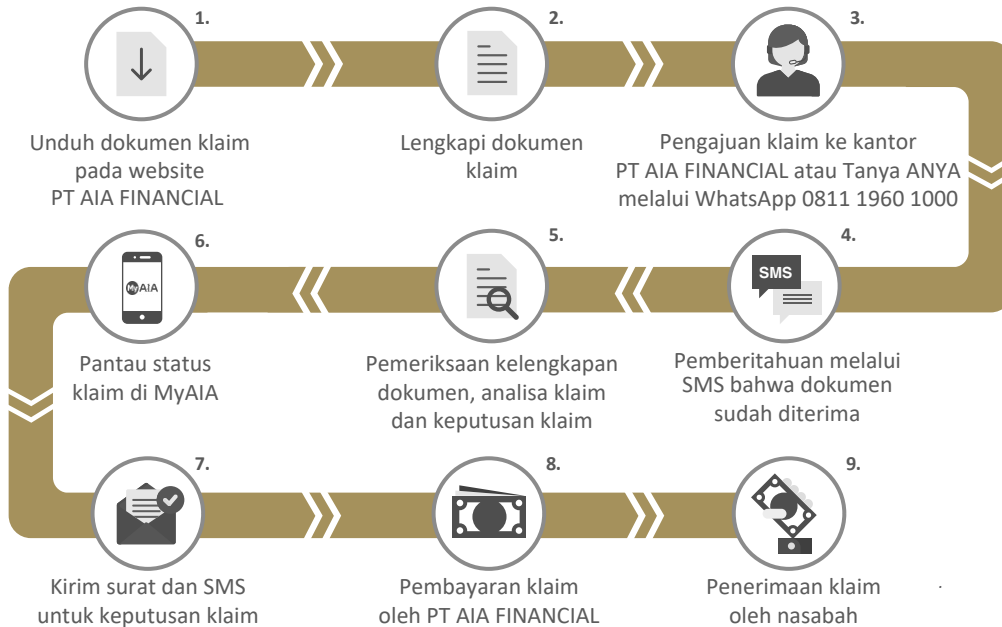 1.
Unduh dokumen klaim
pada website
PT AIA FINANCIAL
2.
Lengkapi dokumen
klaim
3.
Pengajuan klaim ke kantor
PT AIA FINANCIAL atau Tanya ANYA
melalui WhatsApp 0811 1960 1000
4.
SMS
Pemberitahuan melalui
SMS bahwa dokumen
sudah diterima
5.
Pemeriksaan kelengkapan
dokumen, analisa klaim
dan keputusan klaim
6.
MyAIA
Pantau status
klaim di MyAIA
7.
Kirim surat dan SMS
untuk keputusan klaim
8.
Pembayaran klaim
oleh PT AIA FINANCIAL
9.
Penerimaan klaim
oleh nasabah